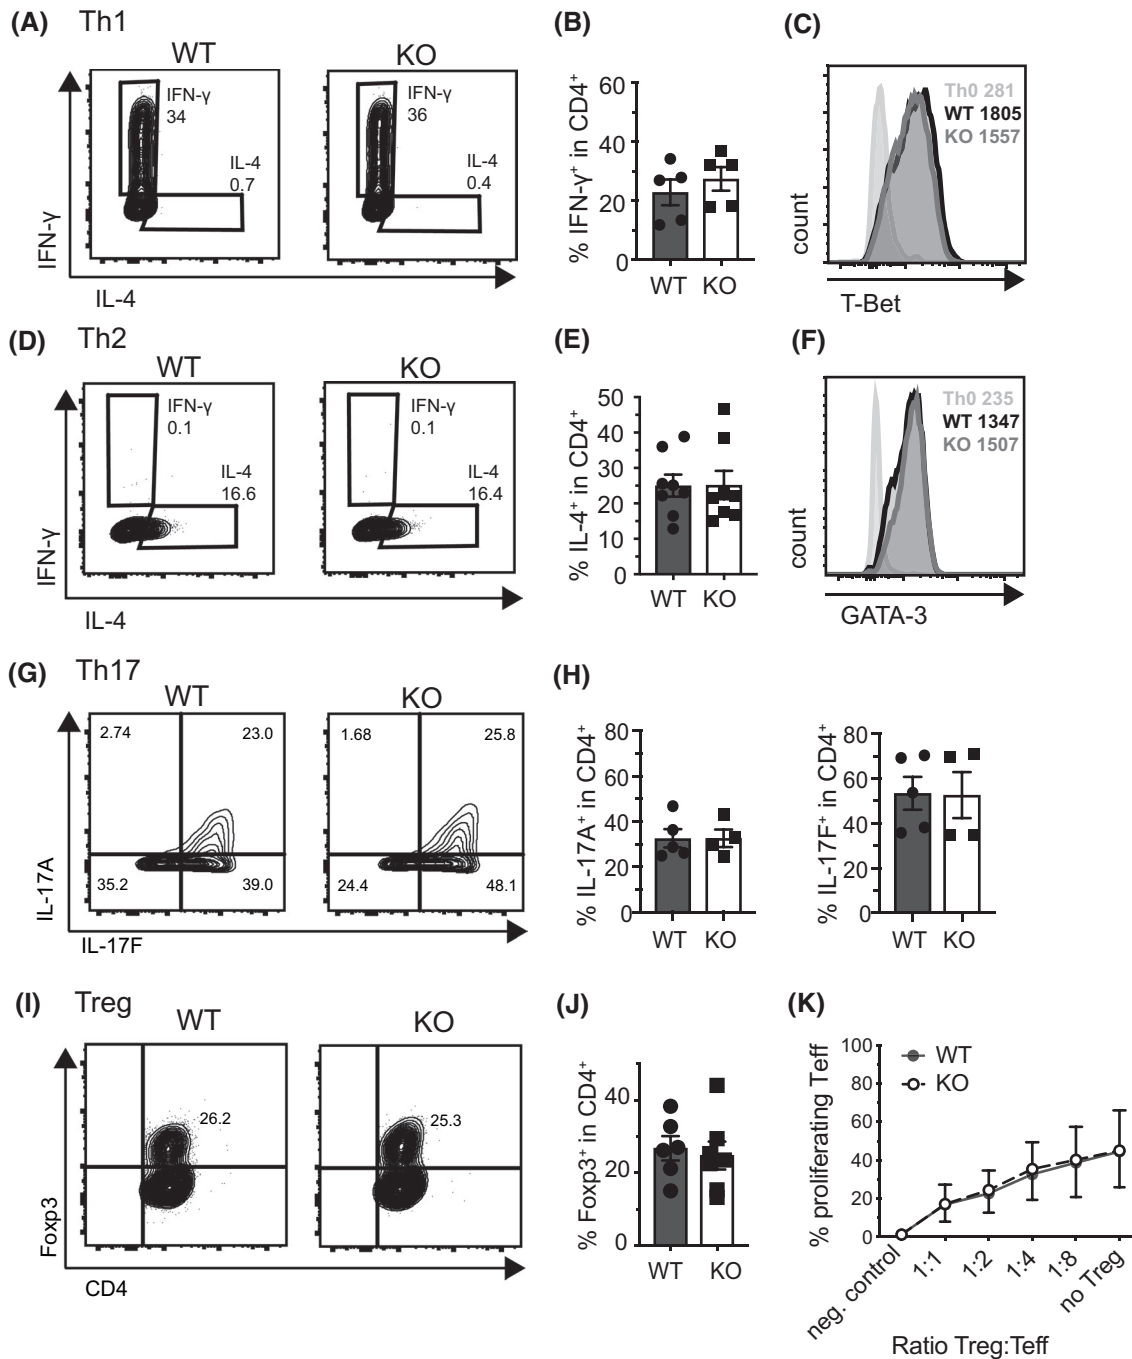 (A) Th1
WT
KO
IFN-γ
34
IL-4
0.7
IFN-γ
36
IL-4
0.4
IFN-γ
IL-4
(B)
% IFN-γ⁺ in CD4⁺
60
40
20
0
WT KO
(C)
Th0 281
WT 1805
KO 1557
count
T-Bet
(D) Th2
WT
KO
IFN-γ
0.1
IL-4
16.6
IFN-γ
0.1
IL-4
16.4
IFN-γ
IL-4
(E)
% IL-4⁺ in CD4⁺
50
40
30
20
10
0
WT KO
(F)
Th0 235
WT 1347
KO 1507
count
GATA-3
(G) Th17
WT
KO
2.74 23.0
35.2 39.0
1.68 25.8
24.4 48.1
IL-17A
IL-17F
(H)
% IL-17A⁺ in CD4⁺
80
60
40
20
0
WT KO
% IL-17F⁺ in CD4⁺
80
60
40
20
0
WT KO
(I) Treg
WT
KO
26.2
25.3
Foxp3
CD4
(J)
% Foxp3⁺ in CD4⁺
40
20
0
WT KO
(K)
WT
KO
% proliferating Teff
100
80
60
40
20
0
neg. control 1:1 1:2 1:4 1:8 no Treg
Ratio Treg:Teff